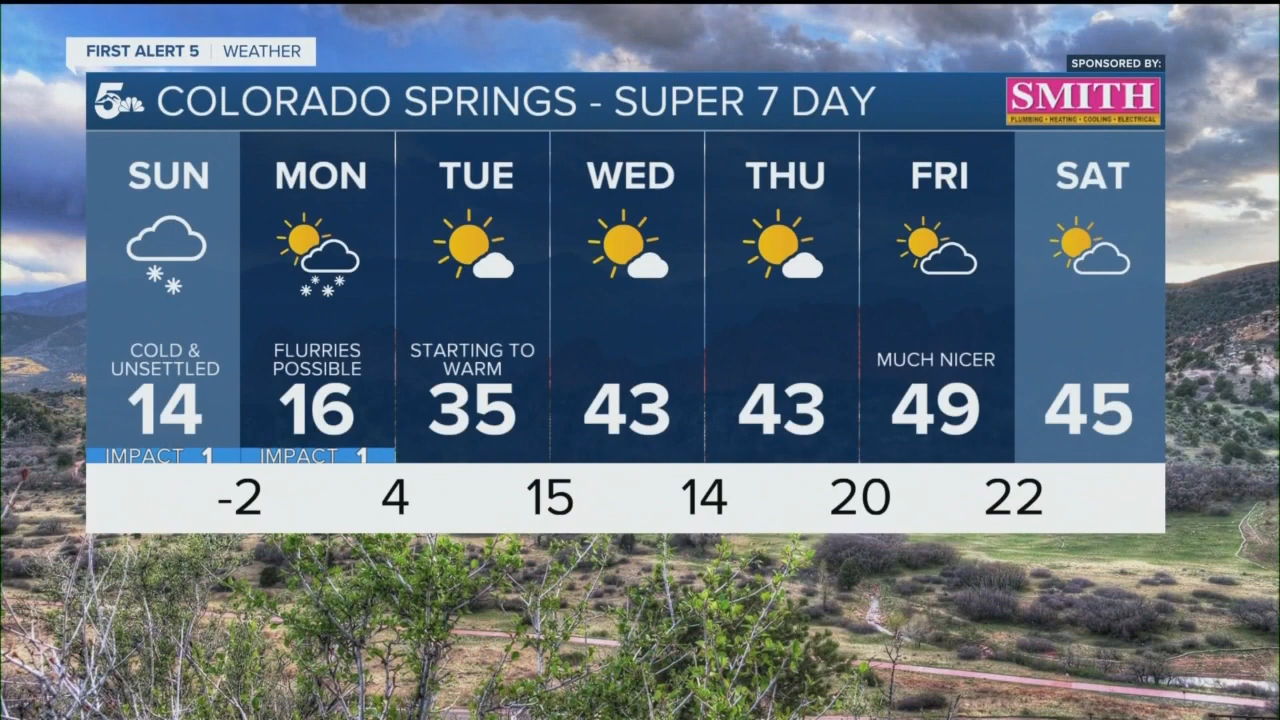 FIRST ALERT 5 | WEATHER
SPONSORED BY:
5 COLORADO SPRINGS - SUPER 7 DAY
SMITH
PLUMBING • HEATING • COOLING • ELECTRICAL
SUN MON TUE WED THU FRI SAT
COLD & UNSETTLED
FLURRIES POSSIBLE
STARTING TO WARM
MUCH NICER
14 16 35 43 43 49 45
IMPACT 1 IMPACT 1
-2 4 15 14 20 22